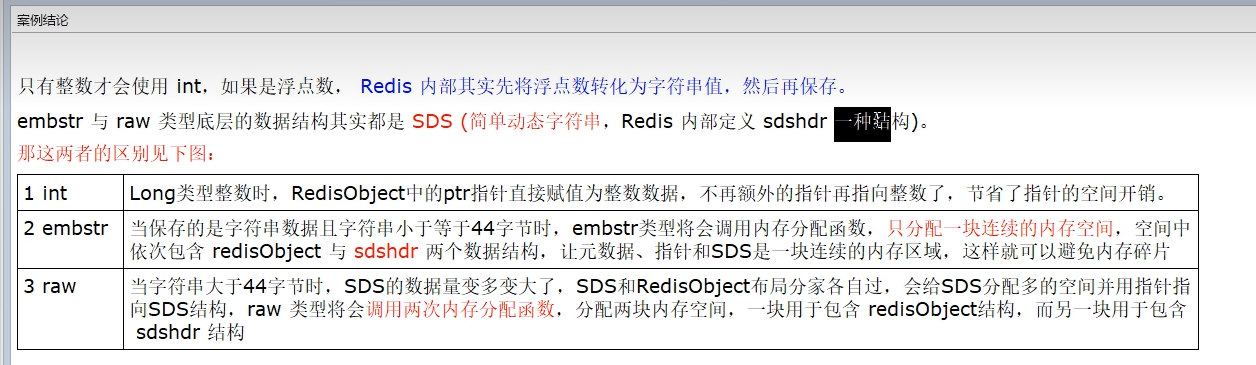 案例结论
只有整数才会使用 int，如果是浮点数， Redis 内部其实先将浮点数转化为字符串值，然后再保存。
embstr 与 raw 类型底层的数据结构其实都是 SDS (简单动态字符串，Redis 内部定义 sdshdr 一种结构)。
那这两者的区别见下图：
1 int Long类型整数时，RedisObject中的ptr指针直接赋值为整数数据，不再额外的指针再指向整数了，节省了指针的空间开销。
2 embstr 当保存的是字符串数据且字符串小于等于44字节时，embstr类型将会调用内存分配函数，只分配一块连续的内存空间，空间中
依次包含 redisObject 与 sdshdr 两个数据结构，让元数据、指针和SDS是一块连续的内存区域，这样就可以避免内存碎片
3 raw 当字符串大于44字节时，SDS的数据量变多变大了，SDS和RedisObject布局分家各自过，会给SDS分配多的空间并用指针指
向SDS结构，raw 类型将会调用两次内存分配函数，分配两块内存空间，一块用于包含 redisObject结构，而另一块用于包含
sdshdr 结构